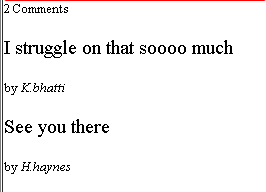 2 Comments
I struggle on that soooo much
by K.bhatti
See you there
by H.haynes